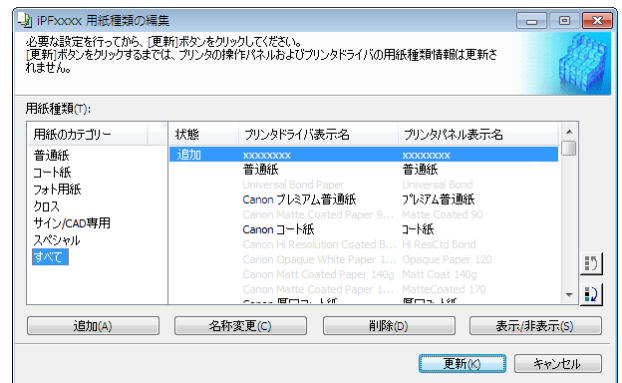 iPFxxxx 用紙種類の編集
必要な設定を行ってから、[更新]ボタンをクリックしてください。
[更新]ボタンをクリックするまでは、プリンタの操作パネルおよびプリンタドライバの用紙種類情報は更新さ
れません。
用紙種類(T):
用紙のカテゴリー 状態 プリンタドライバ表示名 プリンタパネル表示名
普通紙
コート紙
フォト用紙
クロス
サイン/CAD専用
スペシャル
すべて
追加 xxxxxxxx xxxxxxxx
普通紙 普通紙
Universal Bond Paper Universal Bond
Canon プレミアム普通紙 プレミアム普通紙
Canon Matte Coated Paper 9... Matte Coated 90
Canon コート紙 コート紙
Canon Hi Resolution Coated B... Hi ResCtd Bond
Canon Opaque White Paper 1... Opaque Paper 120
Canon Matt Coated Paper 140g Matt Coat 140g
Canon Matte Coated Paper 1... MatteCoated 170
Canon 厚口コート紙 厚口コート紙
追加(A) 名称変更(C) 削除(D) 表示/非表示(S)
更新(K) キャンセル